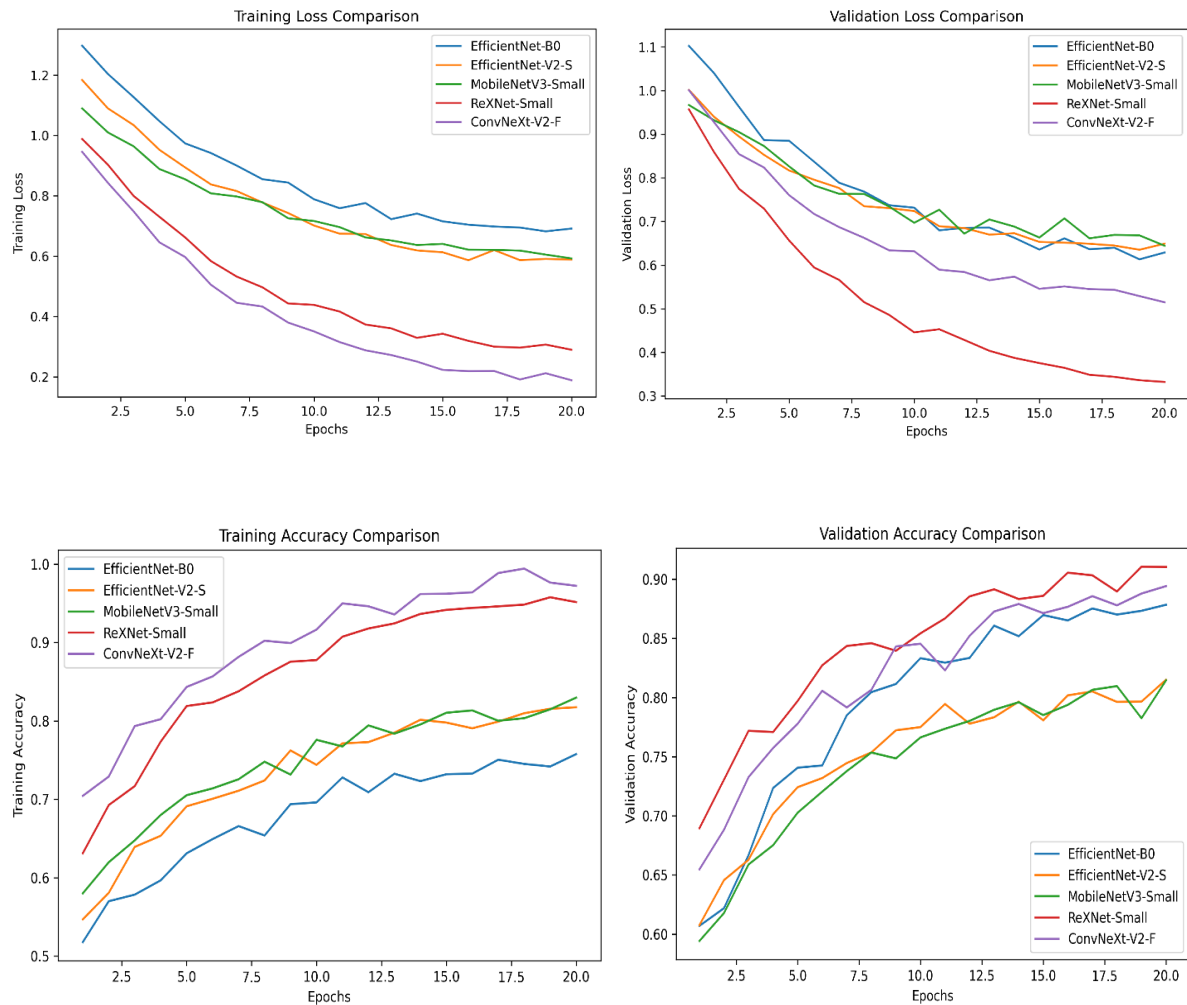 Training Loss Comparison
EfficientNet-B0
EfficientNet-V2-S
MobileNetV3-Small
ReXNet-Small
ConvNeXt-V2-F
Training Loss
1.2
1.0
0.8
0.6
0.4
0.2
2.5 5.0 7.5 10.0 12.5 15.0 17.5 20.0
Epochs
Validation Loss Comparison
EfficientNet-B0
EfficientNet-V2-S
MobileNetV3-Small
ReXNet-Small
ConvNeXt-V2-F
Validation Loss
1.1
1.0
0.9
0.8
0.7
0.6
0.5
0.4
0.3
2.5 5.0 7.5 10.0 12.5 15.0 17.5 20.0
Epochs
Training Accuracy Comparison
EfficientNet-B0
EfficientNet-V2-S
MobileNetV3-Small
ReXNet-Small
ConvNeXt-V2-F
Training Accuracy
1.0
0.9
0.8
0.7
0.6
0.5
2.5 5.0 7.5 10.0 12.5 15.0 17.5 20.0
Epochs
Validation Accuracy Comparison
Validation Accuracy
0.90
0.85
0.80
0.75
0.70
0.65
0.60
EfficientNet-B0
EfficientNet-V2-S
MobileNetV3-Small
ReXNet-Small
ConvNeXt-V2-F
2.5 5.0 7.5 10.0 12.5 15.0 17.5 20.0
Epochs